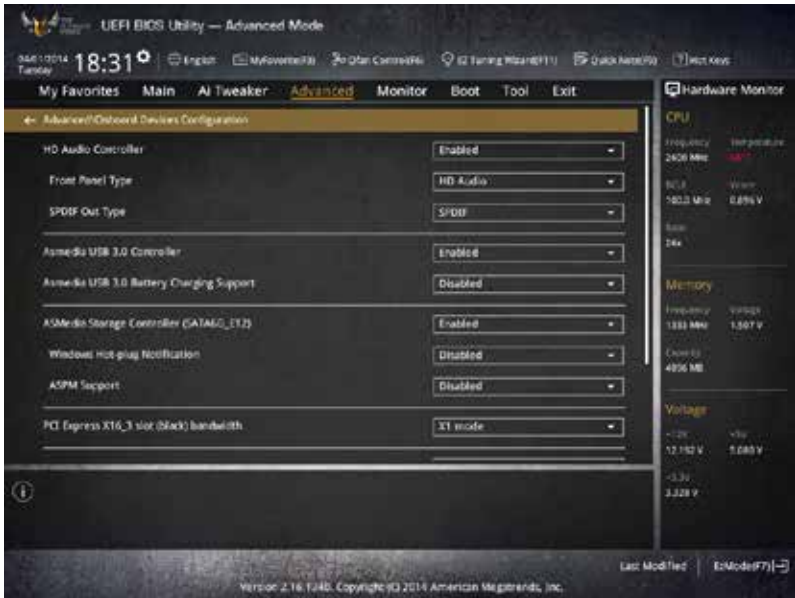 UEFI BIOS Utility — Advanced Mode
Tuesday
18:31
English
MyFavorite(F3)
Qfan Control(F6)
EZ Tuning Wizard(F11)
Quick Note(F9)
Hot Keys
My Favorites Main Ai Tweaker Advanced Monitor Boot Tool Exit
Hardware Monitor
Advanced\Onboard Devices Configuration
HD Audio Controller Enabled
Front Panel Type HD Audio
SPDIF Out Type SPDIF
Asmedia USB 3.0 Controller Enabled
Asmedia USB 3.0 Battery Charging Support Disabled
ASMedia Storage Controller (SATA6G_E12) Enabled
Windows Hot-plug Notification Disabled
ASPM Support Disabled
PCI Express X16_3 slot (black) bandwidth X1 mode
CPU
Frequency Temperature
BCLK Vcore
100.0 MHz 0.896 V
Ratio
24x
Memory
Frequency Voltage
1333 MHz 1.507 V
Capacity
4096 MB
Voltage
+12V +5V
12.192 V 5.080 V
+3.3V
3.328 V
Last Modified
EzMode(F7)
Version 2.16.1240. Copyright (C) 2014 American Megatrends, Inc.